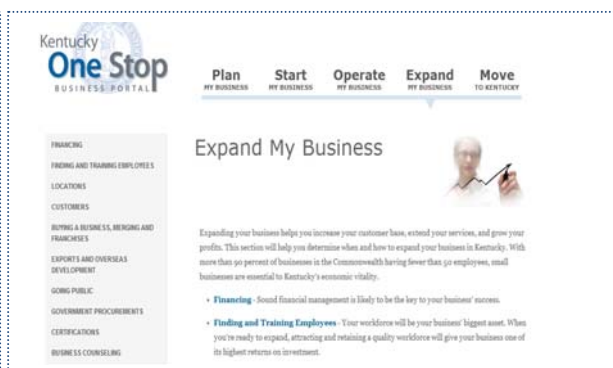 Kentucky
One Stop
BUSINESS PORTAL
Plan
MY BUSINESS
Start
MY BUSINESS
Operate
MY BUSINESS
Expand
MY BUSINESS
Move
TO KENTUCKY
FINANCING
FINDING AND TRAINING EMPLOYEES
LOCATIONS
CUSTOMERS
BUYING A BUSINESS, MERGING AND
FRANCHISES
EXPORTS AND OVERSEAS
DEVELOPMENT
GOING PUBLIC
GOVERNMENT PROCUREMENTS
CERTIFICATIONS
BUSINESS COUNSELING
Expand My Business
Expanding your business helps you increase your customer base, extend your services, and grow your
profits. This section will help you determine when and how to expand your business in Kentucky. With
more than 90 percent of businesses in the Commonwealth having fewer than 50 employees, small
businesses are essential to Kentucky's economic vitality.
• Financing - Sound financial management is likely to be the key to your business' success.
• Finding and Training Employees - Your workforce will be your business' biggest asset. When
you're ready to expand, attracting and retaining a quality workforce will give your business one of
its highest returns on investment.